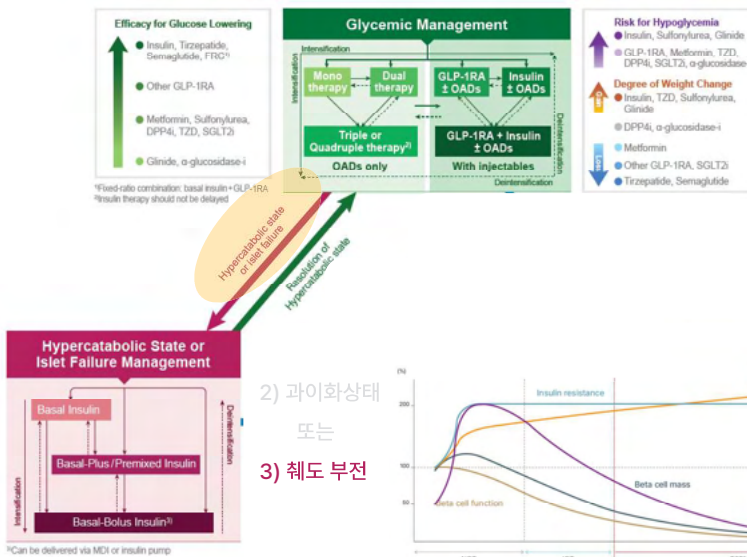 Efficacy for Glucose Lowering
Insulin, Tirzepatide,
Semaglutide, FRC¹⁾
Other GLP-1RA
Metformin, Sulfonylurea,
DPP4i, TZD, SGLT2i
Glinide, α-glucosidase-i
Glycemic Management
Intensification
Intensification
Mono
therapy
Dual
therapy
GLP-1RA
± OADs
Insulin
± OADs
Triple or
Quadruple therapy²⁾
GLP-1RA + Insulin
± OADs
OADs only
With injectables
Deintensification
Deintensification
Risk for Hypoglycemia
Insulin, Sulfonylurea, Glinide
GLP-1RA, Metformin, TZD,
DPP4i, SGLT2i, α-glucosidase-i
Degree of Weight Change
Gain
Insulin, TZD, Sulfonylurea,
Glinide
DPP4i, α-glucosidase-i
Loss
Metformin
Other GLP-1RA, SGLT2i
Tirzepatide, Semaglutide
¹⁾Fixed-ratio combination: basal insulin + GLP-1RA
²⁾Insulin therapy should not be delayed
Hypercatabolic state
or islet failure
Resolution of
Hypercatabolic state
Hypercatabolic State or
Islet Failure Management
Basal Insulin
Basal-Plus/Premixed Insulin
Basal-Bolus Insulin³⁾
Intensification
Deintensification
³⁾Can be delivered via MDI or insulin pump
2) 과이화상태
또는
3) 췌도 부전
(%)
Insulin resistance
100
Beta cell mass
Beta cell function